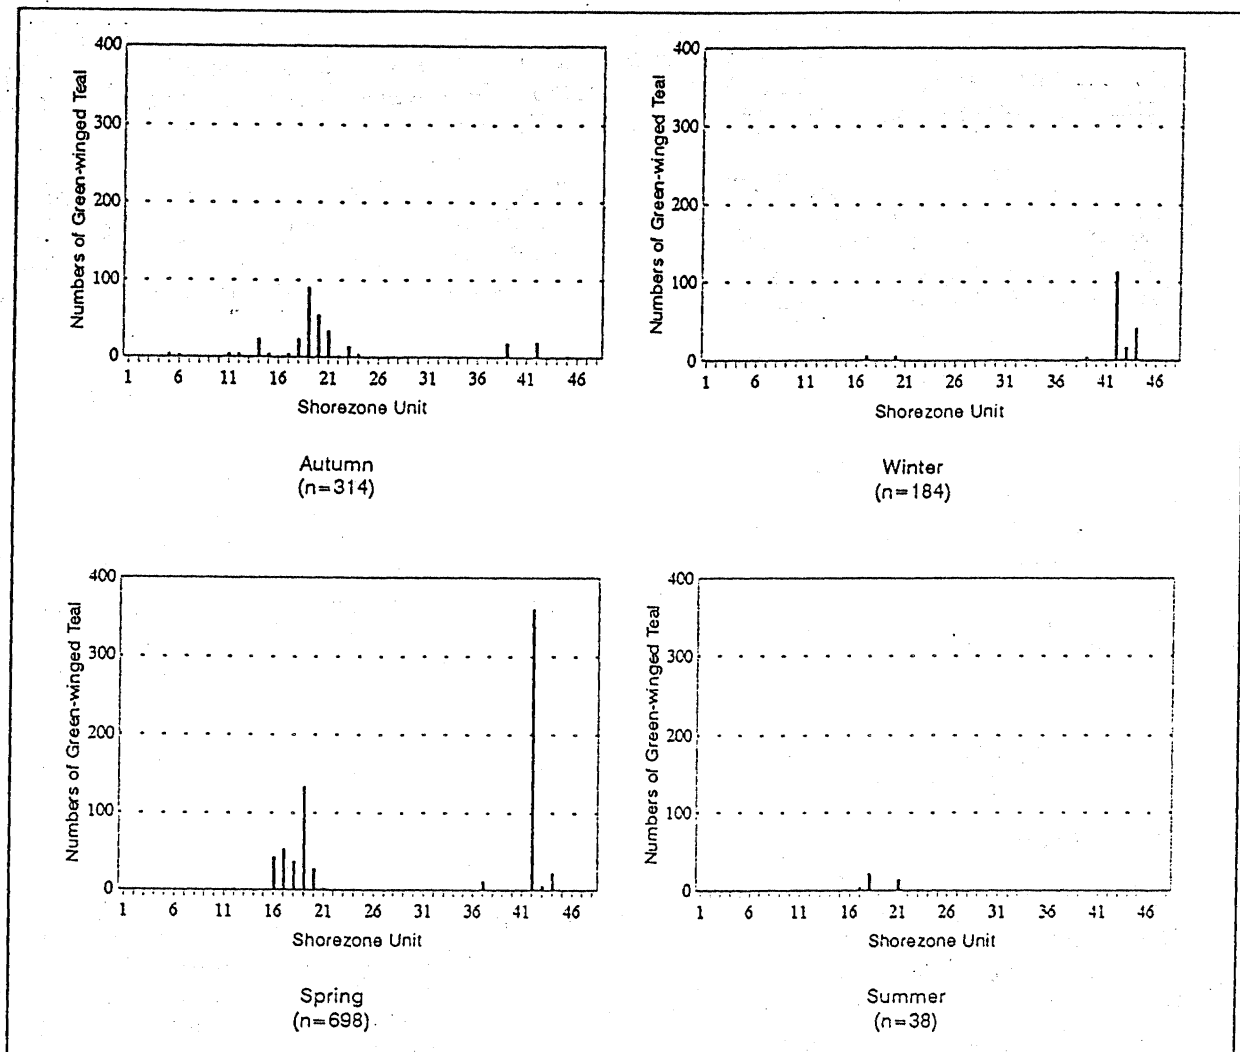 Numbers of Green-winged Teal
400
300
200
100
0
1 6 11 16 21 26 31 36 41 46
Shorezone Unit
Autumn
(n=314)
Numbers of Green-winged Teal
400
300
200
100
0
1 6 11 16 21 26 31 36 41 46
Shorezone Unit
Winter
(n=184)
Numbers of Green-winged Teal
400
300
200
100
0
1 6 11 16 21 26 31 36 41 46
Shorezone Unit
Spring
(n=698)
Numbers of Green-winged Teal
400
300
200
100
0
1 6 11 16 21 26 31 36 41 46
Shorezone Unit
Summer
(n=38)